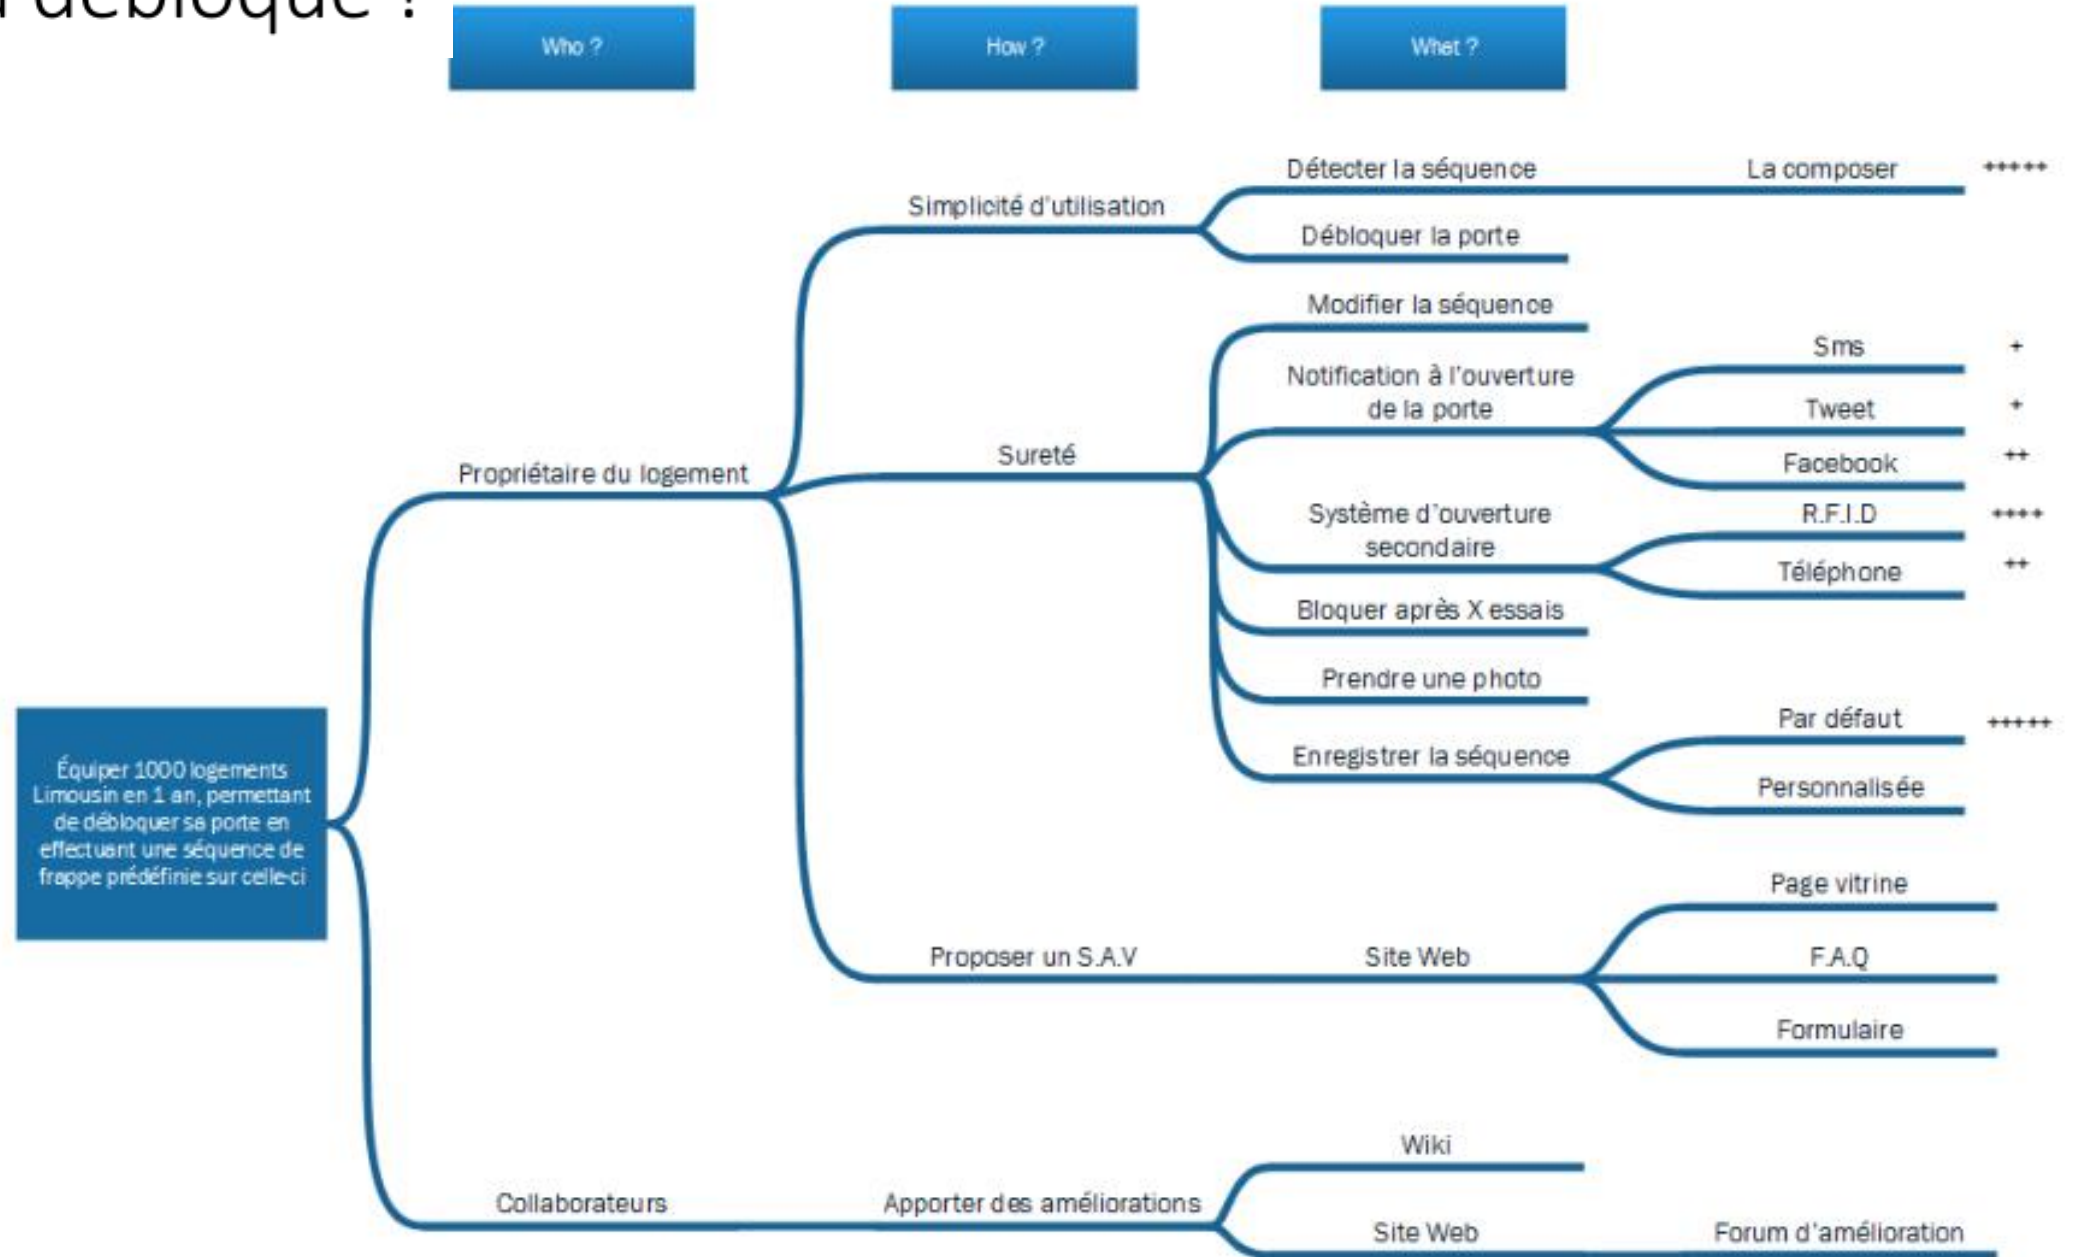 débloque ?
Who ?
How ?
What ?
Détecter la séquence
La composer
+++++
Simplicité d'utilisation
Débloquer la porte
Modifier la séquence
Sms
+
Notification à l'ouverture
de la porte
Tweet
+
Facebook
++
Sureté
Propriétaire du logement
Système d'ouverture
secondaire
R.F.I.D
++++
Téléphone
++
Bloquer après X essais
Prendre une photo
Par défaut
+++++
Enregistrer la séquence
Personnalisée
Équiper 1000 logements
Limousin en 1 an, permettant
de débloquer sa porte en
effectuant une séquence de
frappe prédéfinie sur celle-ci
Page vitrine
Proposer un S.A.V
Site Web
F.A.Q
Formulaire
Wiki
Collaborateurs
Apporter des améliorations
Site Web
Forum d'amélioration